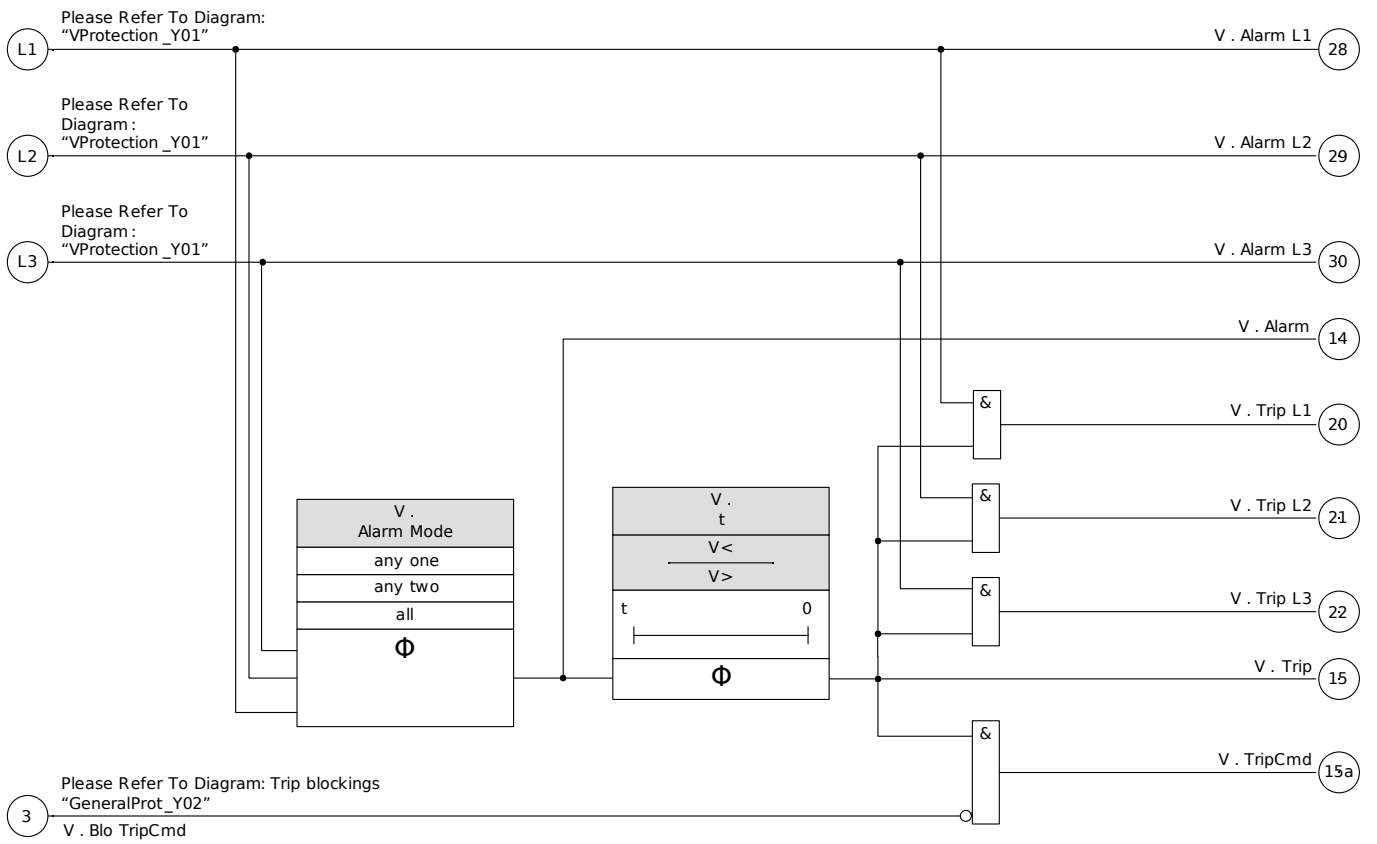 Please Refer To Diagram:
“VProtection _Y01”
L1
V . Alarm L1
28
Please Refer To
Diagram :
“VProtection _Y01”
L2
V . Alarm L2
29
Please Refer To
Diagram :
“VProtection _Y01”
L3
V . Alarm L3
30
V . Alarm
14
&
V . Trip L1
20
&
V . Trip L2
21
&
V . Trip L3
22
V .
Alarm Mode
any one
any two
all
Φ
V .
t
V<
V>
t 0
Φ
V . Trip
15
&
V . TripCmd
15a
Please Refer To Diagram: Trip blockings
“GeneralProt_Y02”
3
V . Blo TripCmd